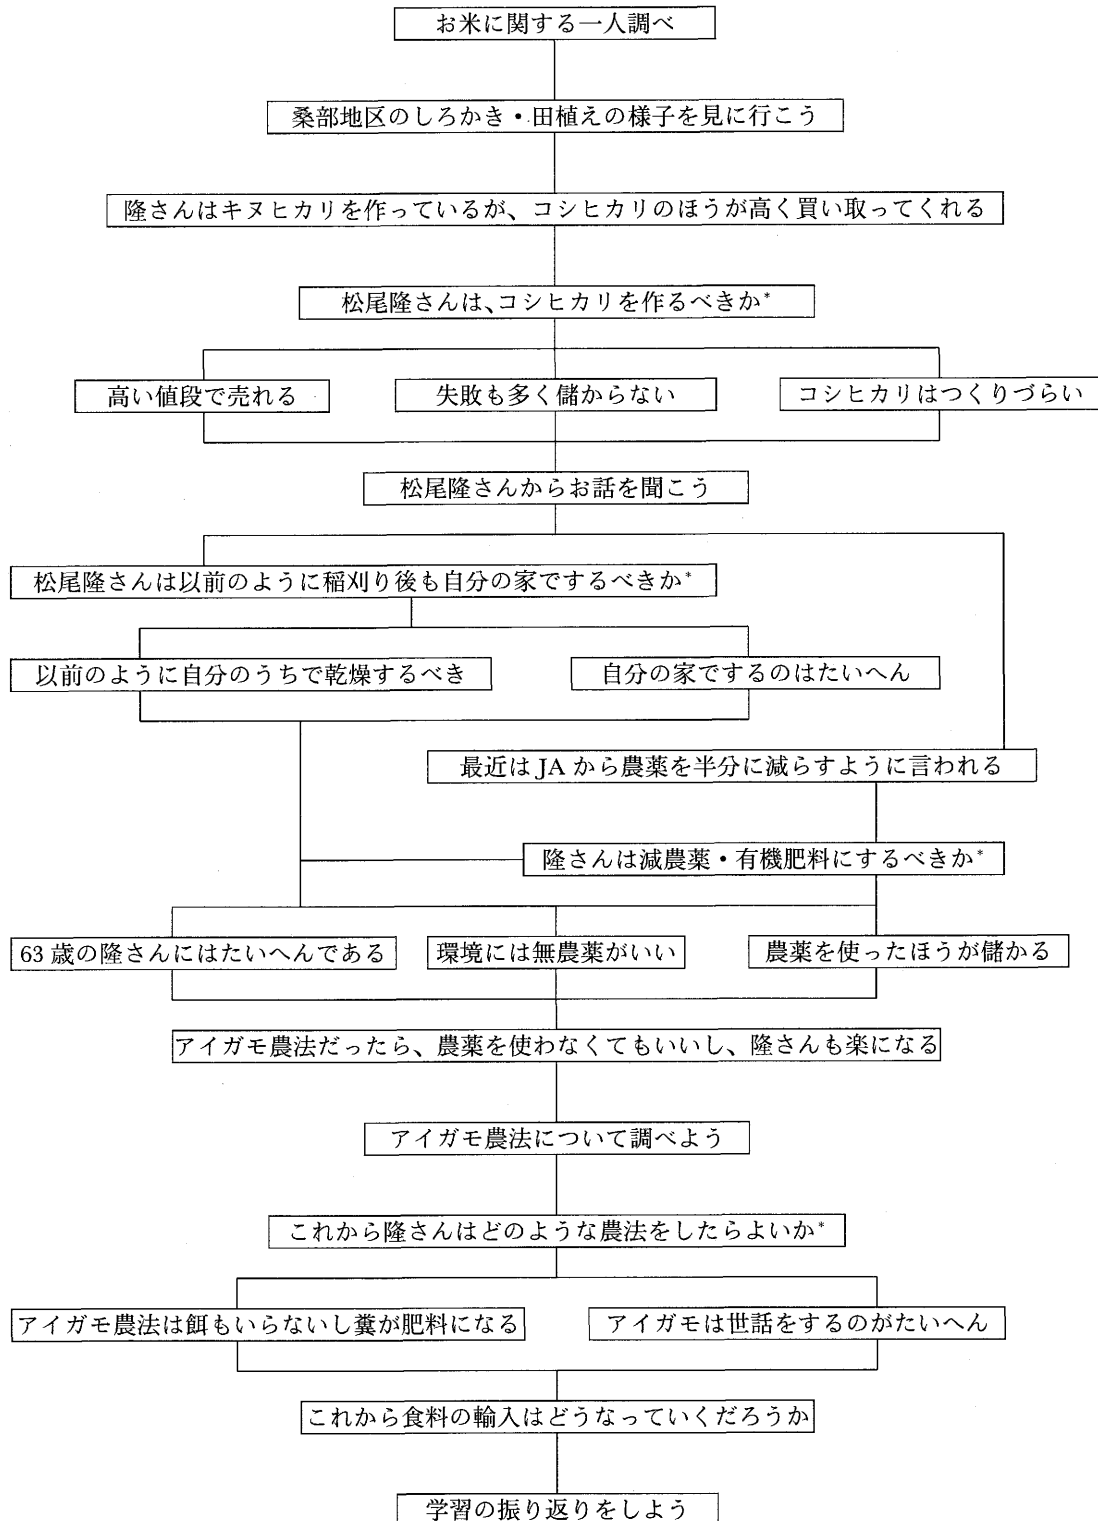 お米に関する一人調べ
桑部地区のしろかき・田植えの様子を見に行こう
隆さんはキヌヒカリを作っているが、コシヒカリのほうが高く買い取ってくれる
松尾隆さんは、コシヒカリを作るべきか*
高い値段で売れる
失敗も多く儲からない
コシヒカリはつくりづらい
松尾隆さんからお話を聞こう
松尾隆さんは以前のように稲刈り後も自分の家でするべきか*
以前のように自分のうちで乾燥するべき
自分の家でするのはたいへん
最近は JA から農薬を半分に減らすように言われる
隆さんは減農薬・有機肥料にするべきか*
63 歳の隆さんにはたいへんである
環境には無農薬がいい
農薬を使ったほうが儲かる
アイガモ農法だったら、農薬を使わなくてもいいし、隆さんも楽になる
アイガモ農法について調べよう
これから隆さんはどのような農法をしたらよいか*
アイガモ農法は餌もいらないし糞が肥料になる
アイガモは世話をするのがたいへん
これから食料の輸入はどうなっていくだろうか
学習の振り返りをしよう